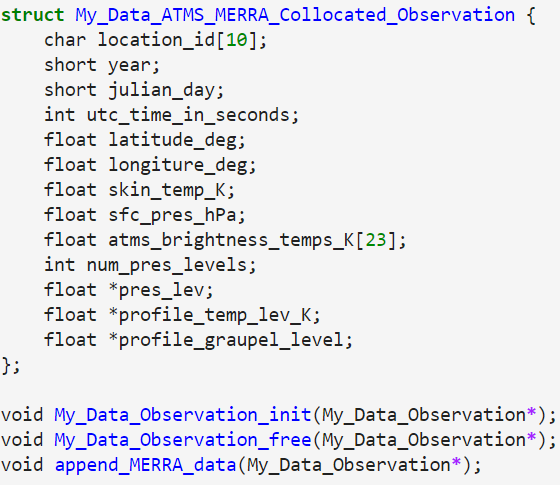 struct My_Data_ATMS_MERRA_Collocated_Observation {
    char location_id[10];
    short year;
    short julian_day;
    int utc_time_in_seconds;
    float latitude_deg;
    float longiture_deg;
    float skin_temp_K;
    float sfc_pres_hPa;
    float atms_brightness_temps_K[23];
    int num_pres_levels;
    float *pres_lev;
    float *profile_temp_lev_K;
    float *profile_graupel_level;
};

void My_Data_Observation_init(My_Data_Observation*);
void My_Data_Observation_free(My_Data_Observation*);
void append_MERRA_data(My_Data_Observation*);